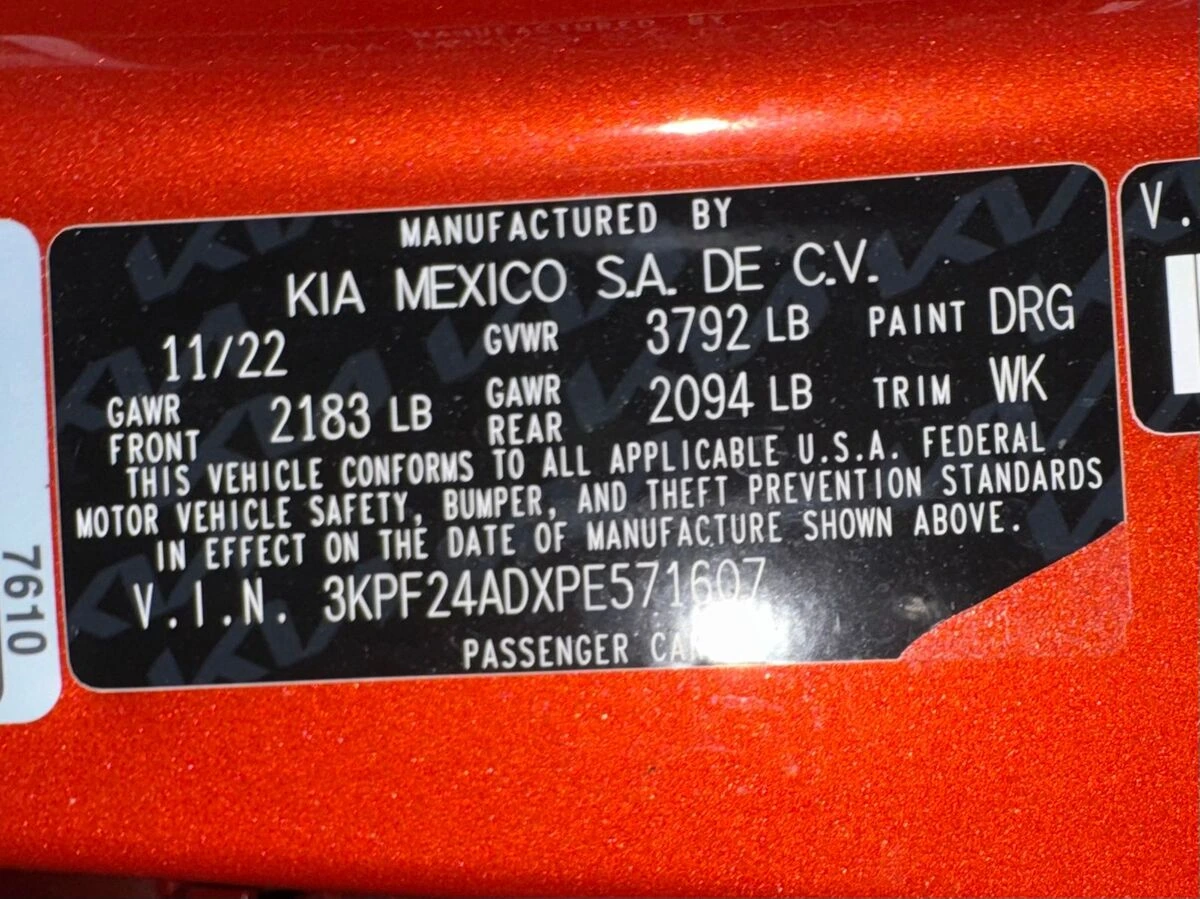 MANUFACTURED BY
KIA MEXICO S.A. DE C.V.
11/22 GVWR 3792 LB PAINT DRG
GAWR FRONT 2183 LB GAWR REAR 2094 LB TRIM WK
THIS VEHICLE CONFORMS TO ALL APPLICABLE U.S.A. FEDERAL
MOTOR VEHICLE SAFETY, BUMPER, AND THEFT PREVENTION STANDARDS
IN EFFECT ON THE DATE OF MANUFACTURE SHOWN ABOVE.
V.I.N. 3KPF24ADXPE571607
PASSENGER
7610
V.